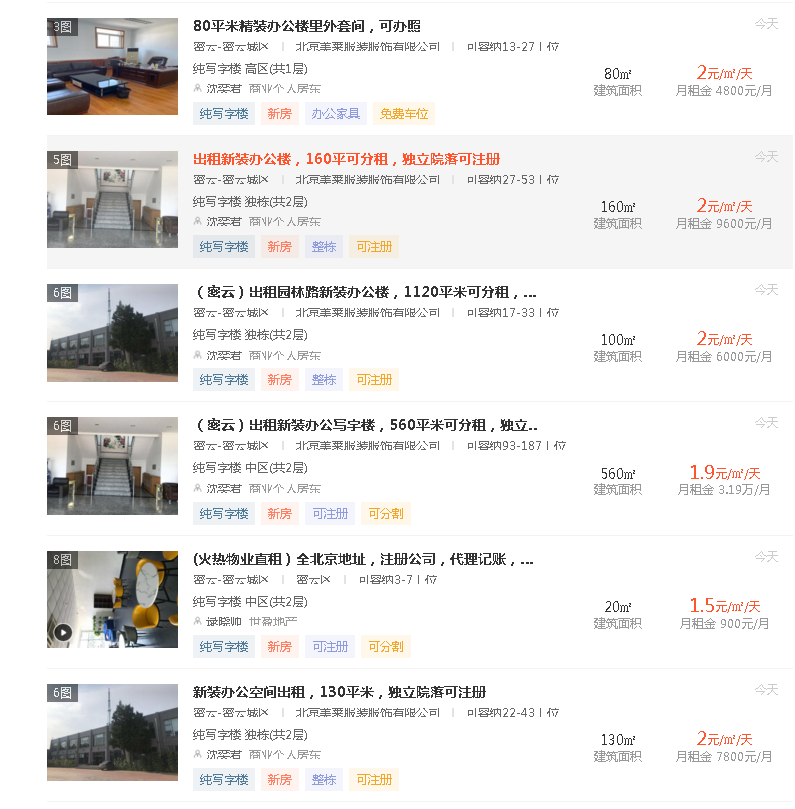 3图
80平米精装办公楼里外套间，可办照
今天
密云-密云城区 | 北京美莱服装服饰有限公司 | 可容纳13-27工位
纯写字楼 高区(共1层)
80㎡
2元/㎡/天
商业个人房东
建筑面积
月租金 4800元/月
纯写字楼 新房 办公家具 免费车位
5图
出租新装办公楼，160平可分租，独立院落可注册
今天
密云-密云城区 | 北京美莱服装服饰有限公司 | 可容纳27-53工位
纯写字楼 独栋(共2层)
160㎡
2元/㎡/天
商业个人房东
建筑面积
月租金 9600元/月
纯写字楼 新房 整栋 可注册
6图
（密云）出租园林路新装办公楼，1120平米可分租，...
今天
密云-密云城区 | 北京美莱服装服饰有限公司 | 可容纳17-33工位
纯写字楼 独栋(共2层)
100㎡
2元/㎡/天
商业个人房东
建筑面积
月租金 6000元/月
纯写字楼 新房 整栋 可注册
6图
（密云）出租新装办公写字楼，560平米可分租，独立..
今天
密云-密云城区 | 北京美莱服装服饰有限公司 | 可容纳93-187工位
纯写字楼 中区(共2层)
560㎡
1.9元/㎡/天
商业个人房东
建筑面积
月租金 3.19万/月
纯写字楼 新房 可注册 可分割
8图
(火热物业直租）全北京地址，注册公司，代理记账，...
今天
密云-密云城区 | 密云区 | 可容纳3-7工位
纯写字楼 中区(共2层)
20㎡
1.5元/㎡/天
世盈地产
建筑面积
月租金 900元/月
纯写字楼 新房 可注册 可分割
6图
新装办公空间出租，130平米，独立院落可注册
今天
密云-密云城区 | 北京美莱服装服饰有限公司 | 可容纳22-43工位
纯写字楼 独栋(共2层)
130㎡
2元/㎡/天
商业个人房东
建筑面积
月租金 7800元/月
纯写字楼 新房 整栋 可注册